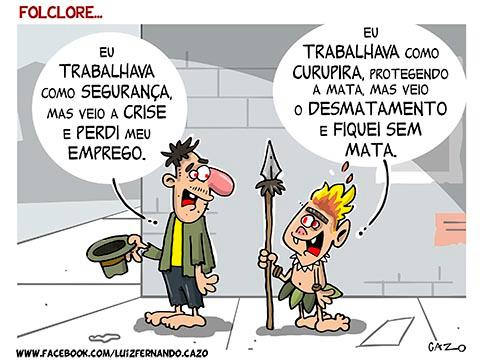 FOLCLORE...
EU
TRABALHAVA
COMO SEGURANÇA,
MAS VEIO A CRISE
E PERDI MEU
EMPREGO.
EU
TRABALHAVA COMO
CURUPIRA, PROTEGENDO
A MATA, MAS VEIO
O DESMATAMENTO
E FIQUEI SEM
MATA.
CAZO
WWW.FACEBOOK.COM/LUIZFERNANDO.CAZO